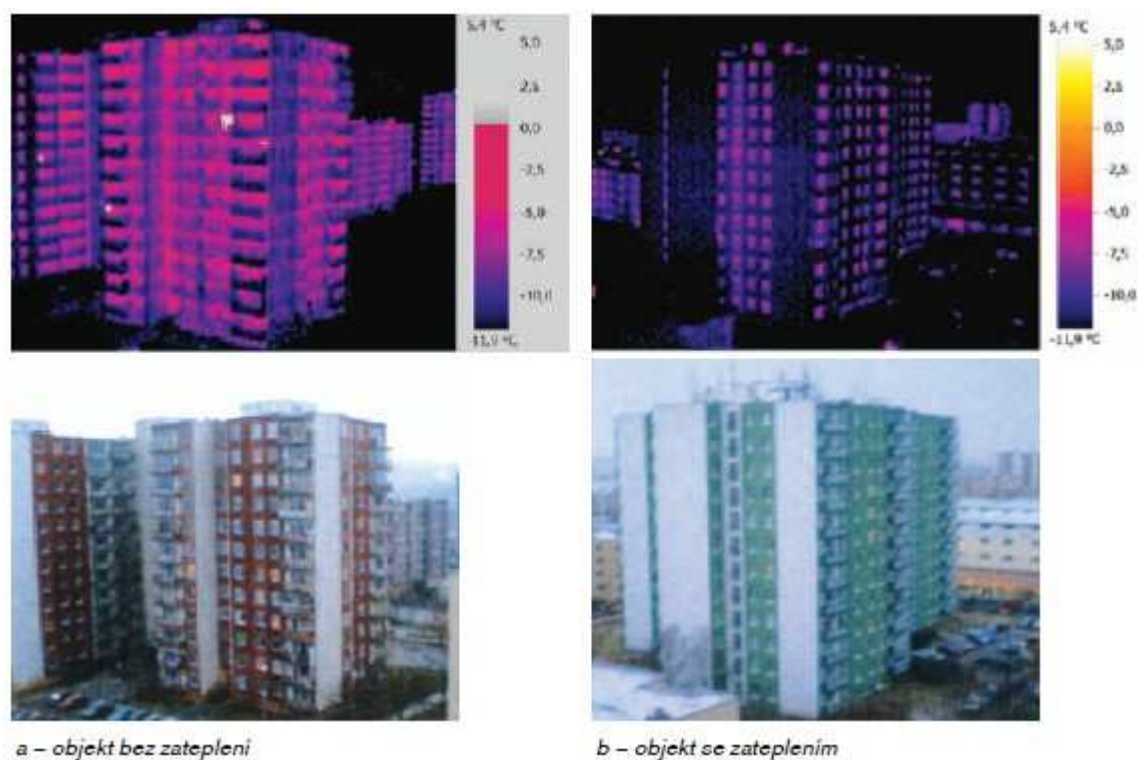 5,4 °C
5,0
2,5
0,0
-2,5
-5,0
-7,5
-10,0
-11,9 °C
5,4 °C
5,0
2,5
0,0
-2,5
-5,0
-7,5
-10,0
-11,9 °C
a – objekt bez zateplení
b – objekt se zateplením